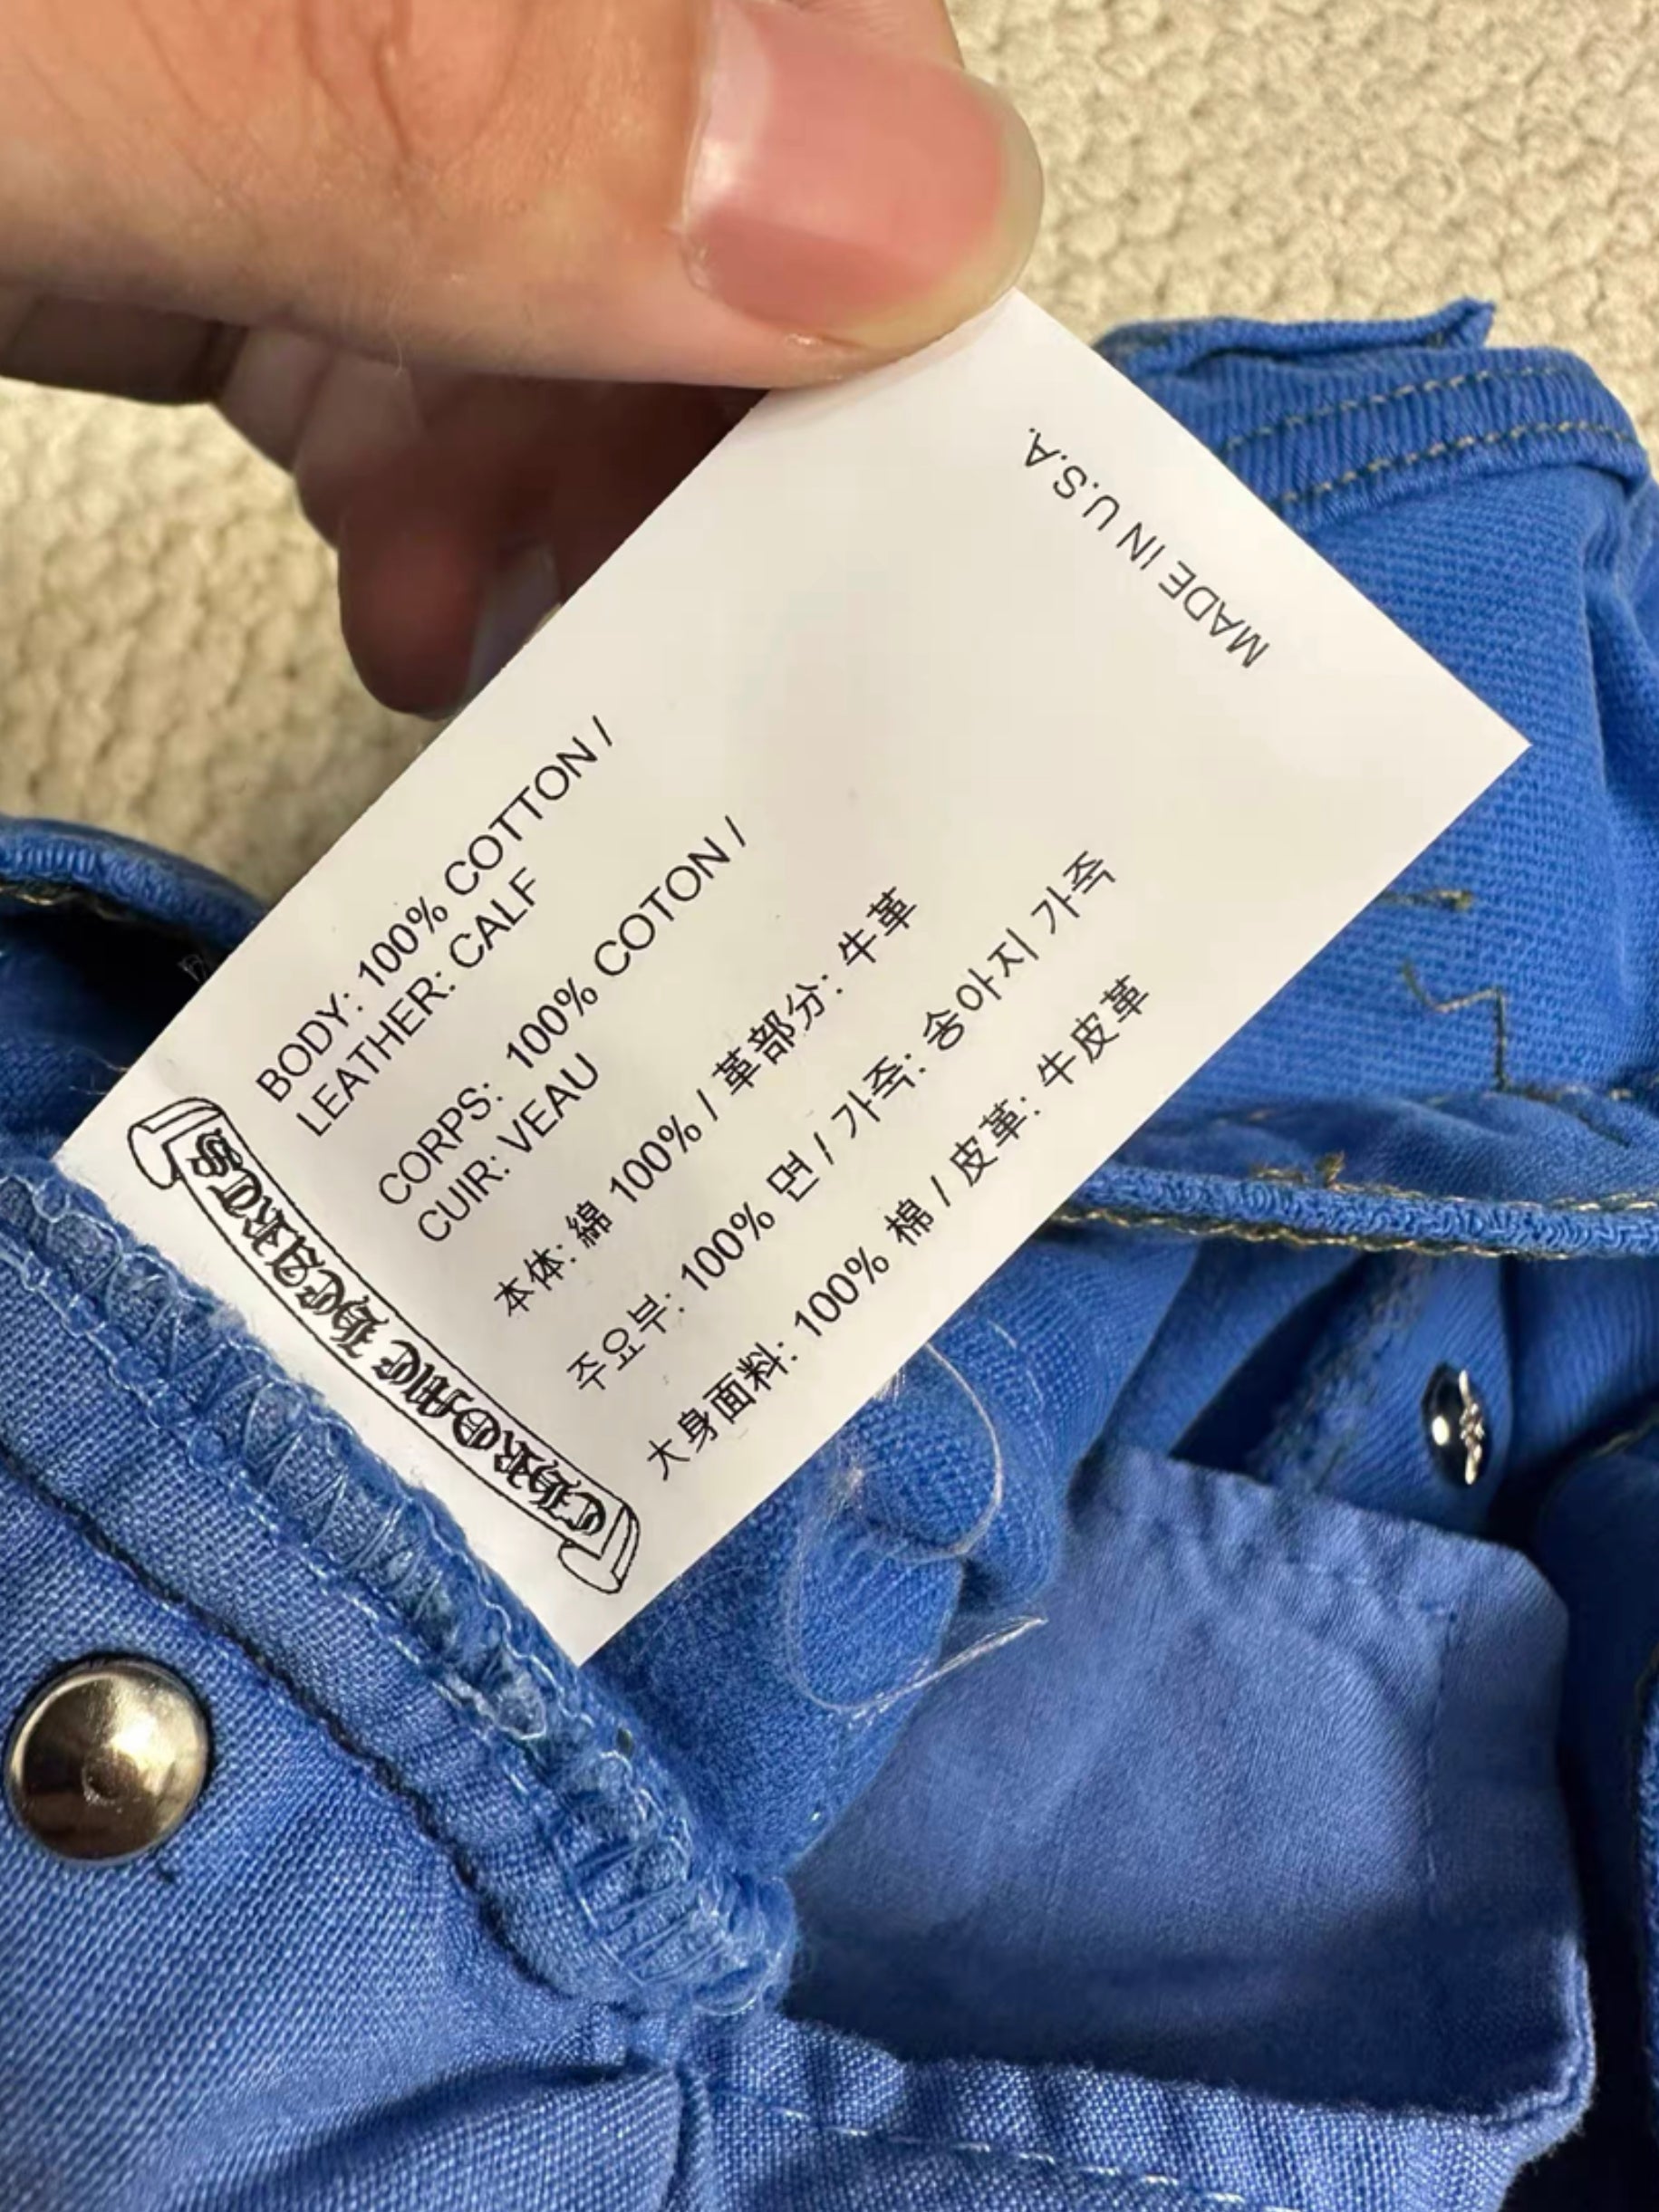 CHROME HEARTS
BODY: 100% COTTON /
LEATHER: CALF
CORPS: 100% COTON /
CUIR: VEAU
本体: 綿 100% / 革部分: 牛革
주요부: 100% 면 / 가죽: 송아지 가죽
大身面料: 100% 棉 / 皮革: 牛皮革
MADE IN U.S.A.